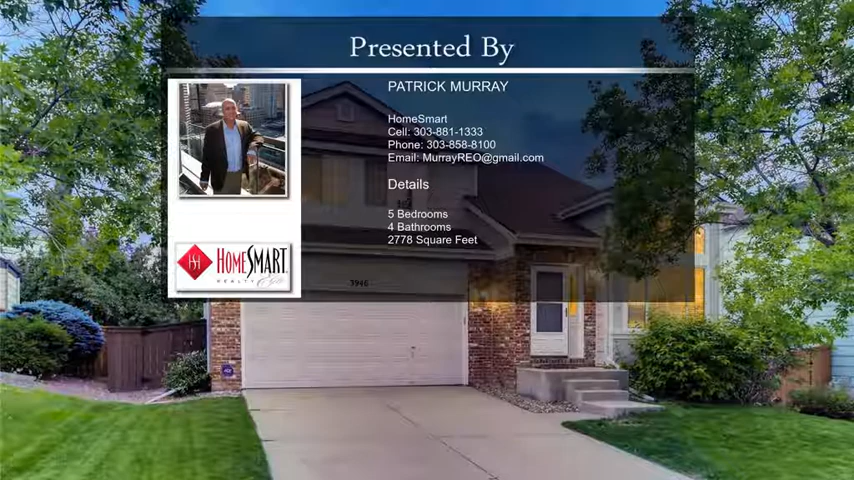 Presented By
PATRICK MURRAY
HomeSmart
Cell: 303-881-1333
Phone: 303-858-8100
Email: MurrayREO@gmail.com
Details
5 Bedrooms
4 Bathrooms
2778 Square Feet
HOMESMART
REALTY
3946